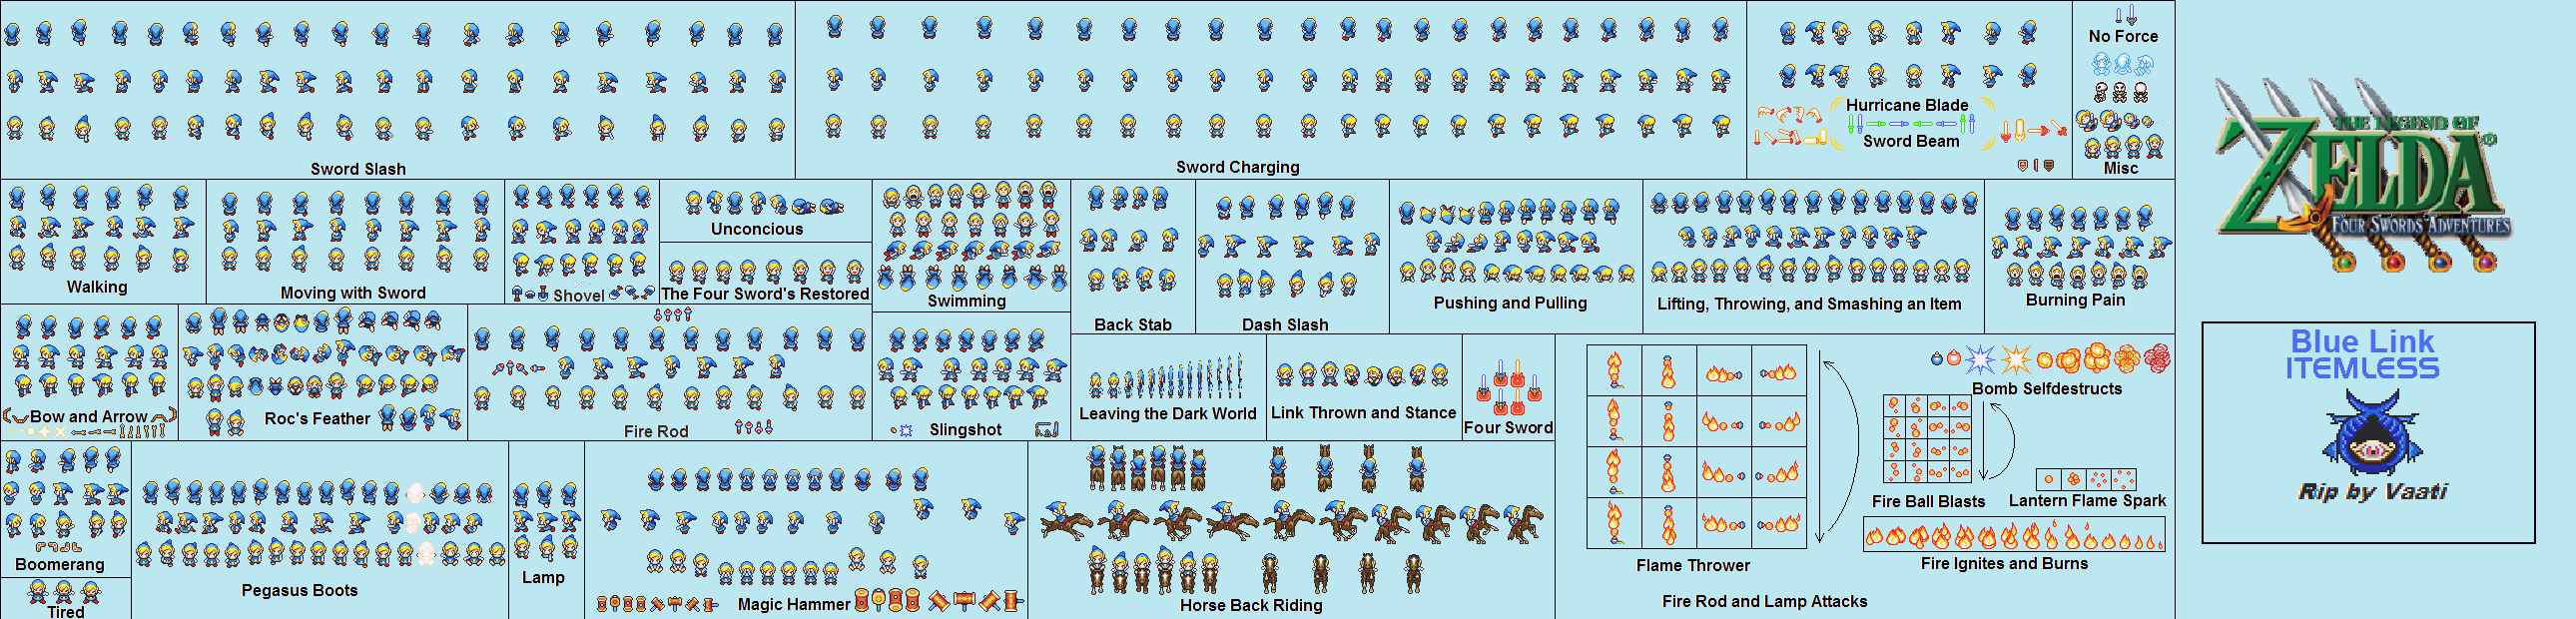 Sword Slash
Sword Charging
Hurricane Blade
Sword Beam
No Force
Misc
THE LEGEND OF
ZELDA®
FOUR SWORDS ADVENTURES
Walking
Moving with Sword
Shovel
Unconcious
The Four Sword's Restored
Swimming
Back Stab
Dash Slash
Pushing and Pulling
Lifting, Throwing, and Smashing an Item
Burning Pain
Bow and Arrow
Roc's Feather
Fire Rod
Slingshot
Leaving the Dark World
Link Thrown and Stance
Four Sword
Bomb Selfdestructs
Blue Link
ITEMLESS
Rip by Vaati
Boomerang
Tired
Pegasus Boots
Lamp
Magic Hammer
Horse Back Riding
Flame Thrower
Fire Ball Blasts
Lantern Flame Spark
Fire Ignites and Burns
Fire Rod and Lamp Attacks